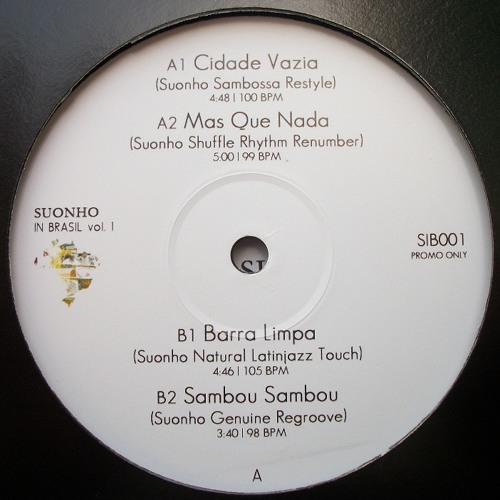 A1 Cidade Vazia
(Suonho Sambossa Restyle)
4:48 | 100 BPM
A2 Mas Que Nada
(Suonho Shuffle Rhythm Renumber)
5:00 | 99 BPM
SUONHO
IN BRASIL vol. 1
SIB001
PROMO ONLY
B1 Barra Limpa
(Suonho Natural Latinjazz Touch)
4:46 | 105 BPM
B2 Sambou Sambou
(Suonho Genuine Regroove)
3:40 | 98 BPM
A